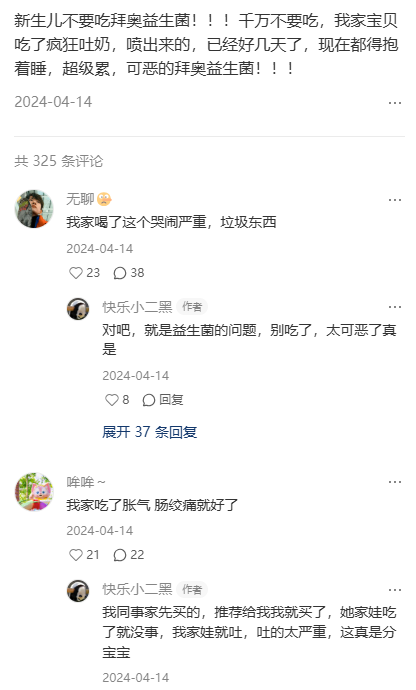 新生儿不要吃拜奥益生菌！！！千万不要吃，我家宝贝
吃了疯狂吐奶，喷出来的，已经好几天了，现在都得抱
着睡，超级累，可恶的拜奥益生菌！！！
2024-04-14
共 325 条评论
无聊
我家喝了这个哭闹严重，垃圾东西
2024-04-14
23 38
快乐小二黑 作者
对吧，就是益生菌的问题，别吃了，太可恶了真
是
2024-04-14
8 回复
展开 37 条回复
哞哞～
我家吃了胀气 肠绞痛就好了
2024-04-14
21 22
快乐小二黑 作者
我同事家先买的，推荐给我我就买了，她家娃吃
了就没事，我家娃就吐，吐的太严重，这真是分
宝宝
2024-04-14